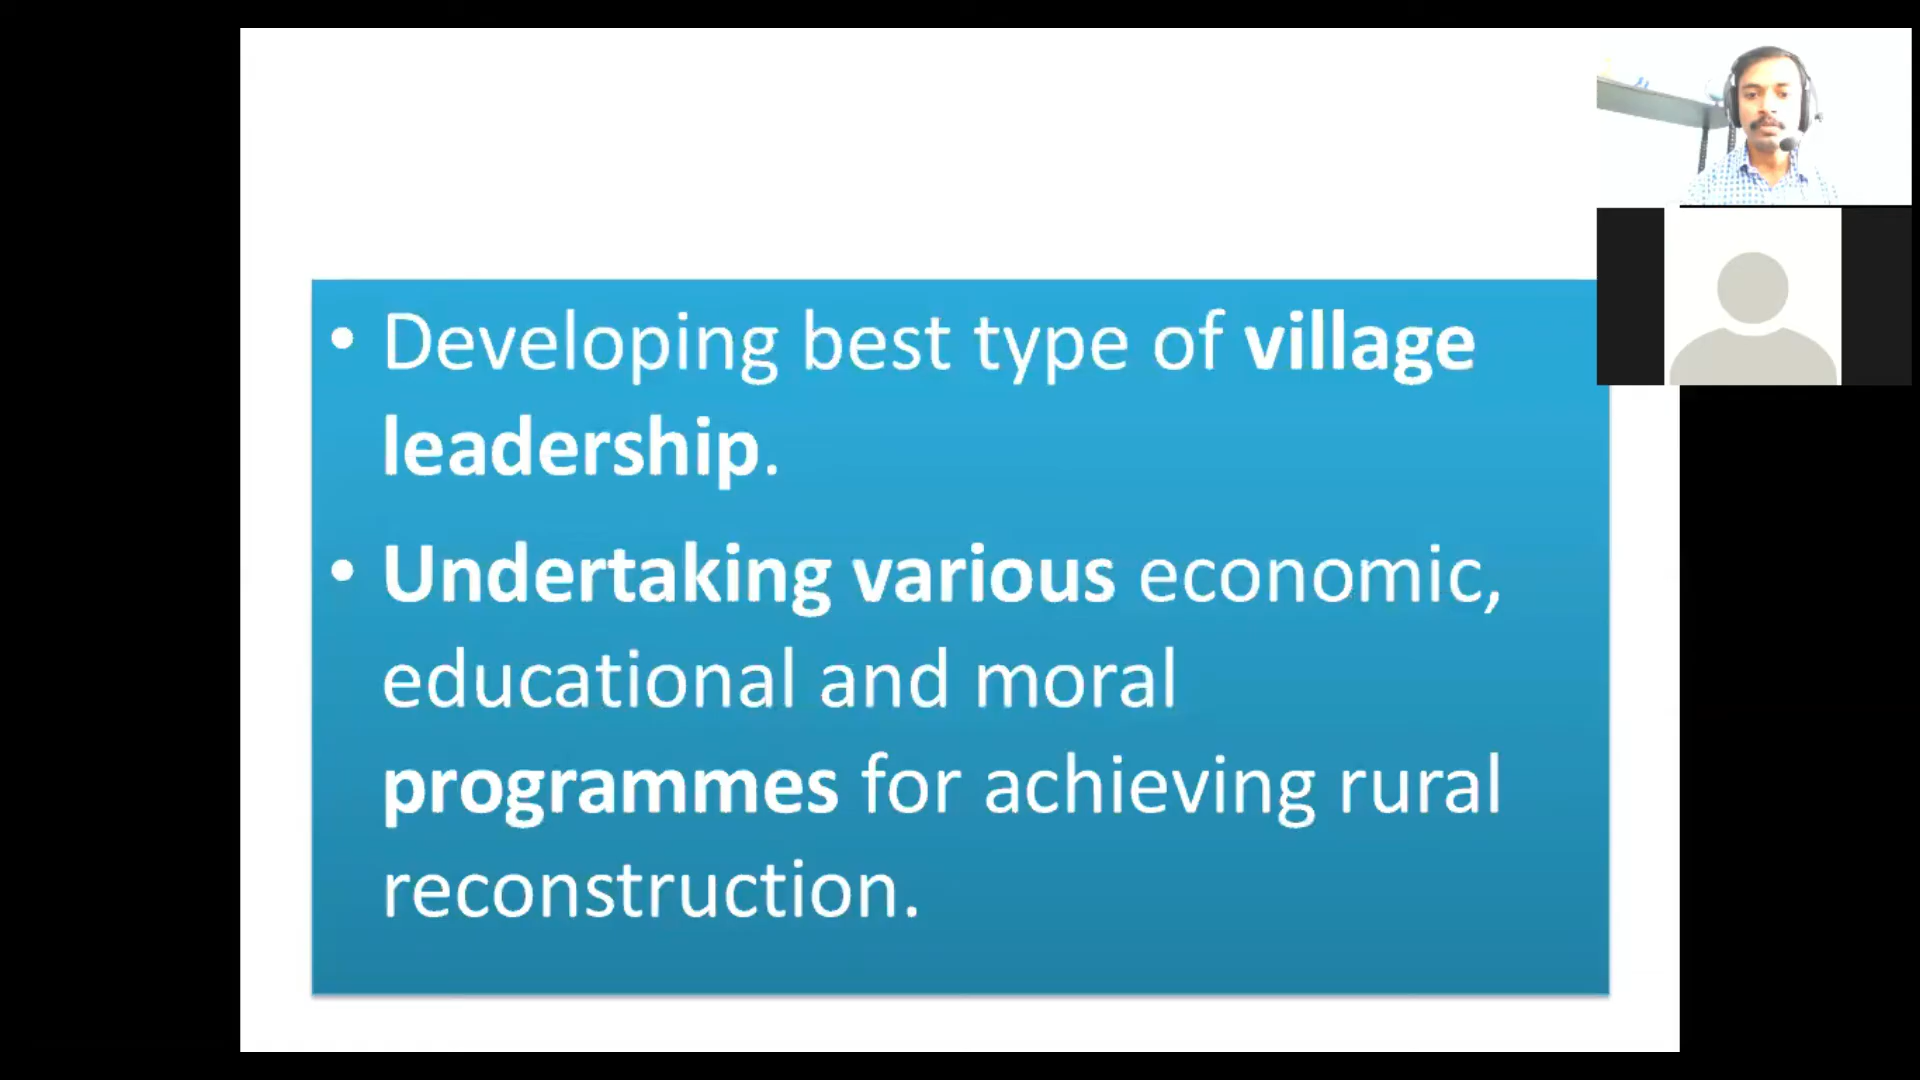 • Developing best type of village
leadership.
• Undertaking various economic,
educational and moral
programmes for achieving rural
reconstruction.